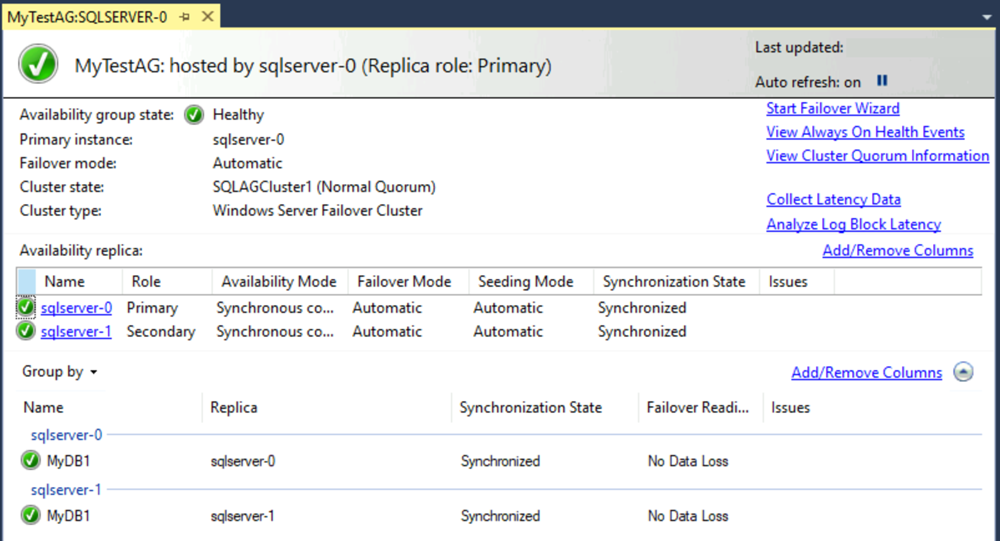 MyTestAG:SQLSERVER-0
MyTestAG: hosted by sqlserver-0 (Replica role: Primary)
Last updated:
Auto refresh: on
Availability group state: Healthy
Primary instance: sqlserver-0
Failover mode: Automatic
Cluster state: SQLAGCluster1 (Normal Quorum)
Cluster type: Windows Server Failover Cluster
Start Failover Wizard
View Always On Health Events
View Cluster Quorum Information
Collect Latency Data
Analyze Log Block Latency
Availability replica: Add/Remove Columns
Name Role Availability Mode Failover Mode Seeding Mode Synchronization State Issues
sqlserver-0 Primary Synchronous co... Automatic Automatic Synchronized
sqlserver-1 Secondary Synchronous co... Automatic Automatic Synchronized
Group by Add/Remove Columns
Name Replica Synchronization State Failover Readi... Issues
sqlserver-0
MyDB1 sqlserver-0 Synchronized No Data Loss
sqlserver-1
MyDB1 sqlserver-1 Synchronized No Data Loss